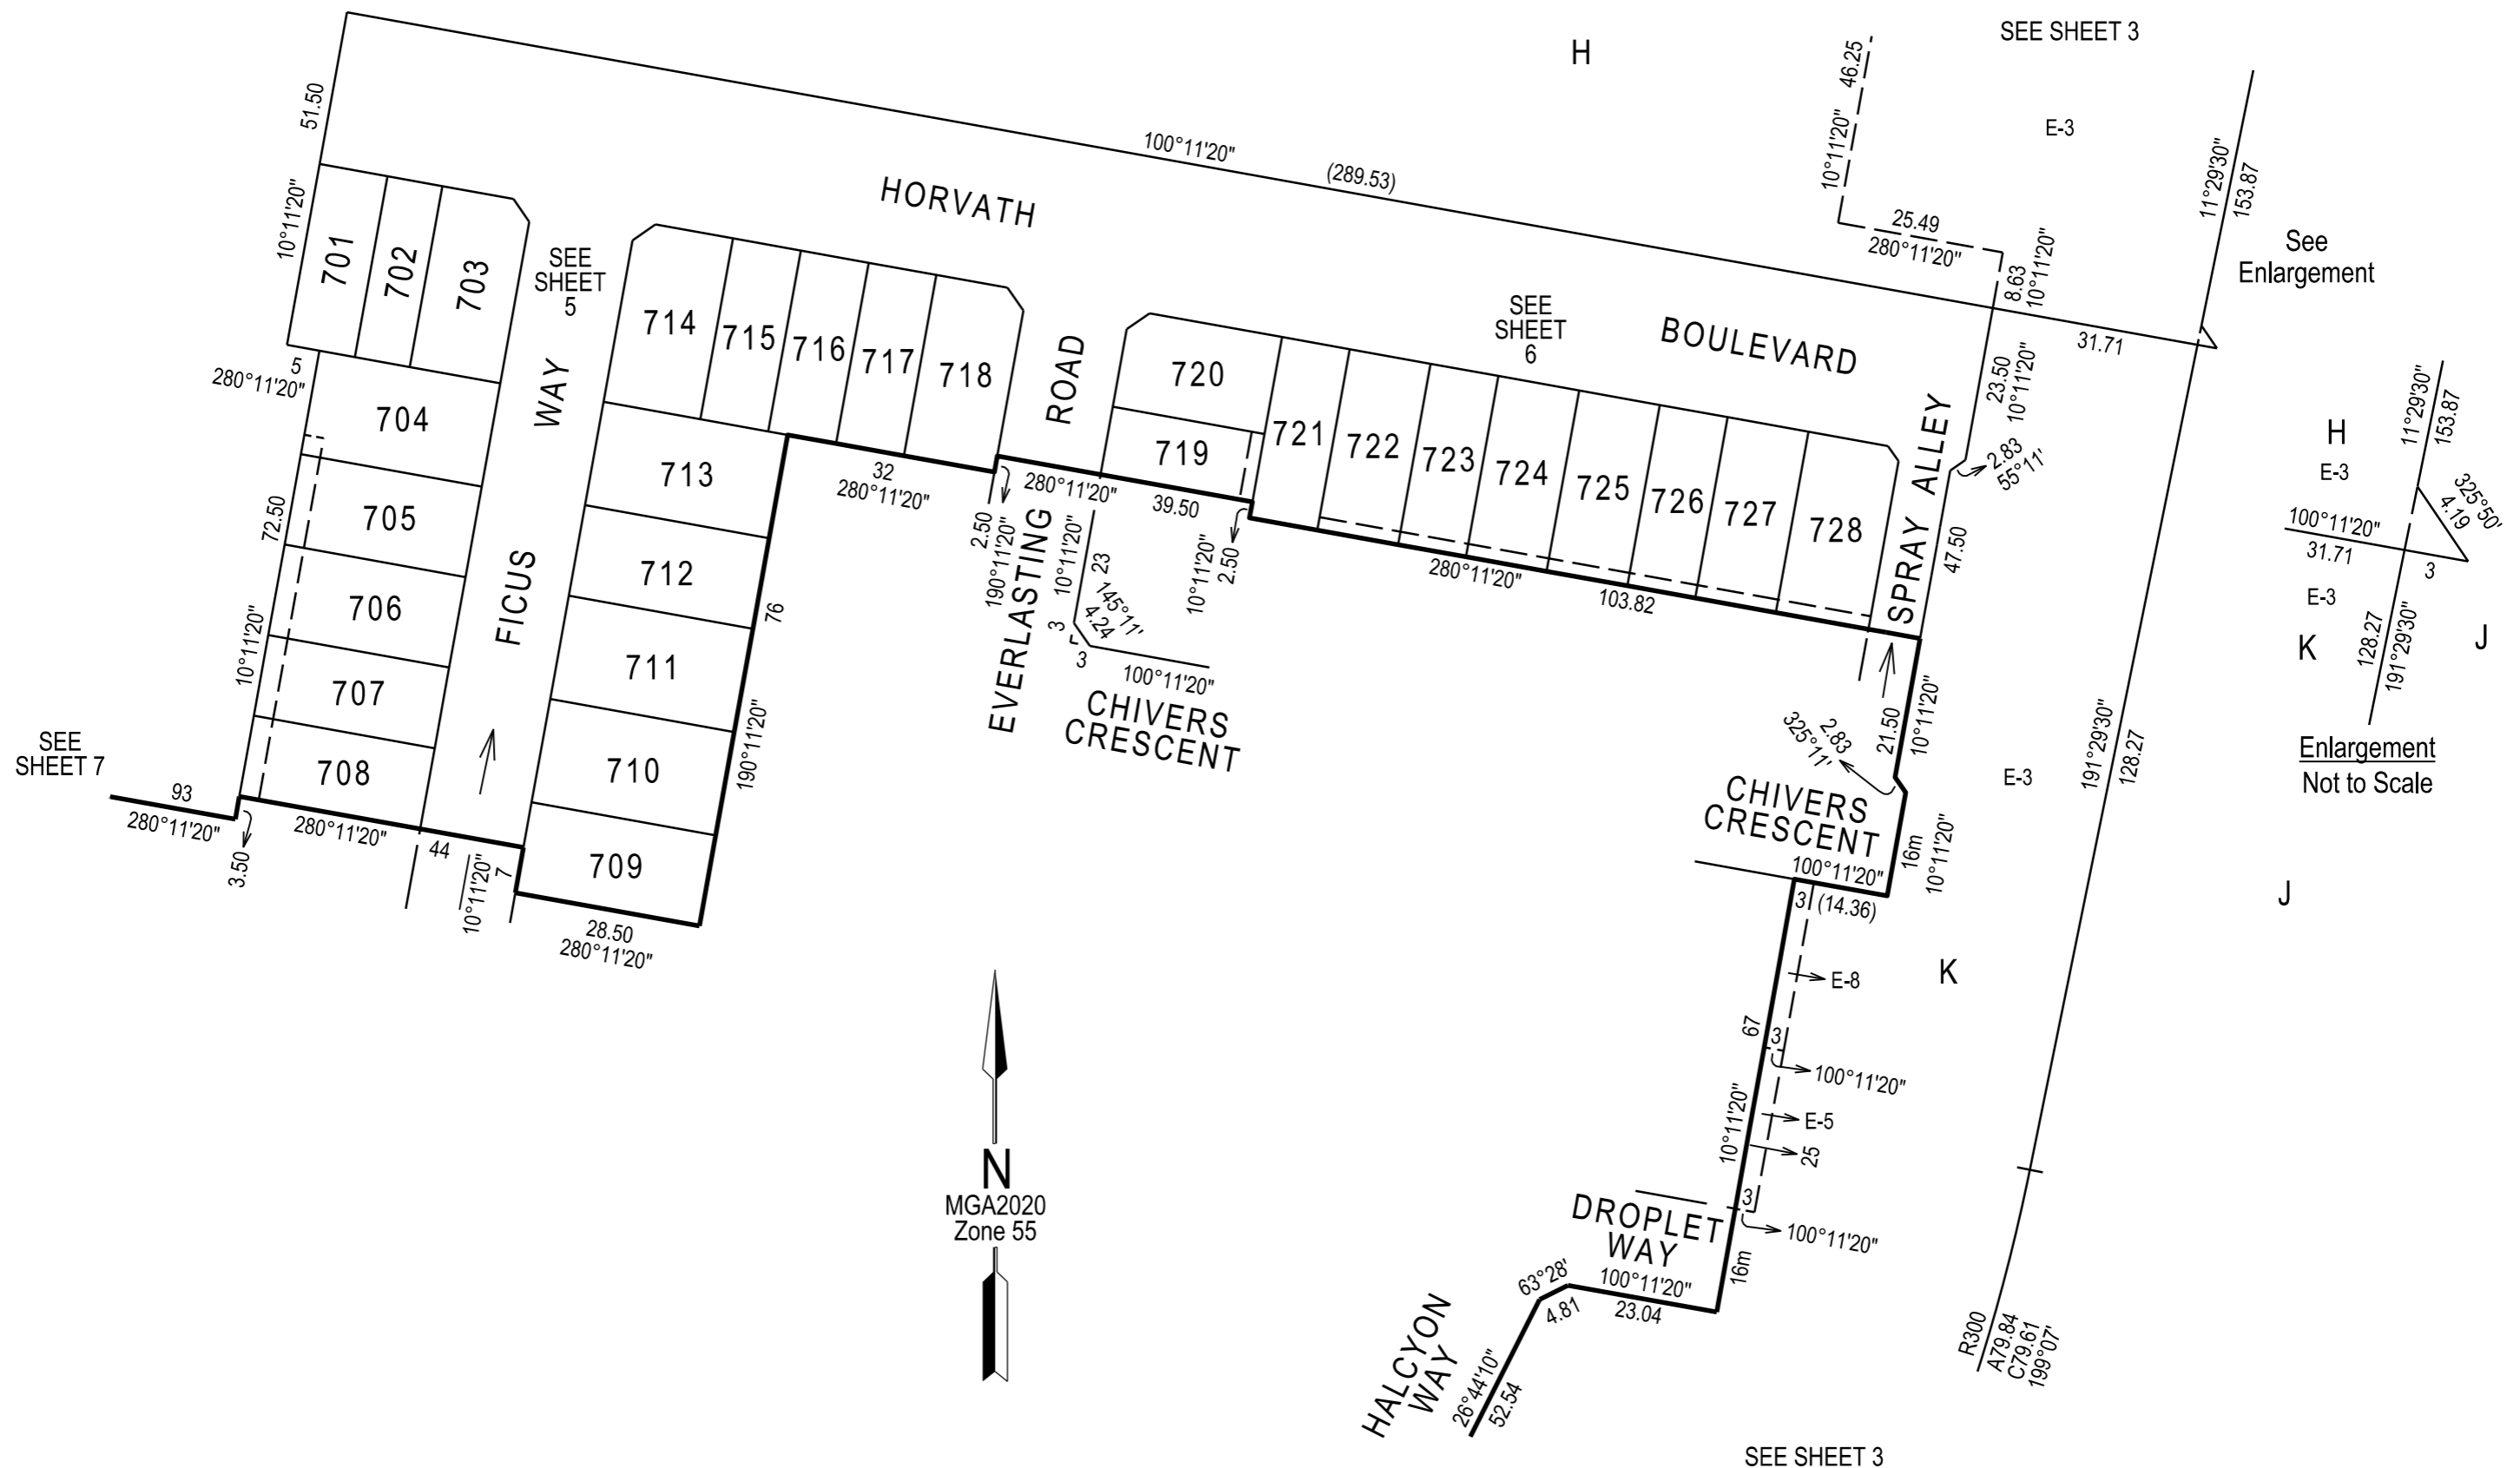 SEE SHEET 3
H
46.25
10°11'20"
E-3
25.49
280°11'20"
8.63
10°11'20"
11°29'30"
153.87
See
Enlargement
51.50
10°11'20"
100°11'20"
(289.53)
HORVATH
BOULEVARD
31.71
701
702
703
SEE
SHEET
5
714
715
716
717
718
ROAD
720
719
721
722
723
724
725
726
727
728
SEE
SHEET
6
SPRAY ALLEY
23.50
10°11'20"
2.83
55°11'
47.50
5
280°11'20"
704
705
706
707
708
72.50
10°11'20"
FICUS
WAY
713
712
711
710
709
76
190°11'20"
32
280°11'20"
2.50
190°11'20"
280°11'20"
39.50
10°11'20"
2.50
280°11'20"
103.82
EVERLASTING
10°11'20"
23
145°11'
4.24
3
3
100°11'20"
CHIVERS
CRESCENT
SEE
SHEET 7
93
280°11'20"
3.50
280°11'20"
44
10°11'20"
7
28.50
280°11'20"
21.50
10°11'20"
2.83
325°11'
CHIVERS
CRESCENT
16m
10°11'20"
100°11'20"
3
(14.36)
E-3
191°29'30"
128.27
J
K
E-8
67
3
100°11'20"
10°11'20"
E-5
25
3
100°11'20"
DROPLET
WAY
16m
63°28'
4.81
100°11'20"
23.04
HALCYON
WAY
26°44'10"
52.54
R300
A79.84
C79.61
199°07'
SEE SHEET 3
N
MGA2020
Zone 55
H
E-3
11°29'30"
153.87
325°50'
4.19
100°11'20"
31.71
3
E-3
K
128.27
191°29'30"
J
Enlargement
Not to Scale